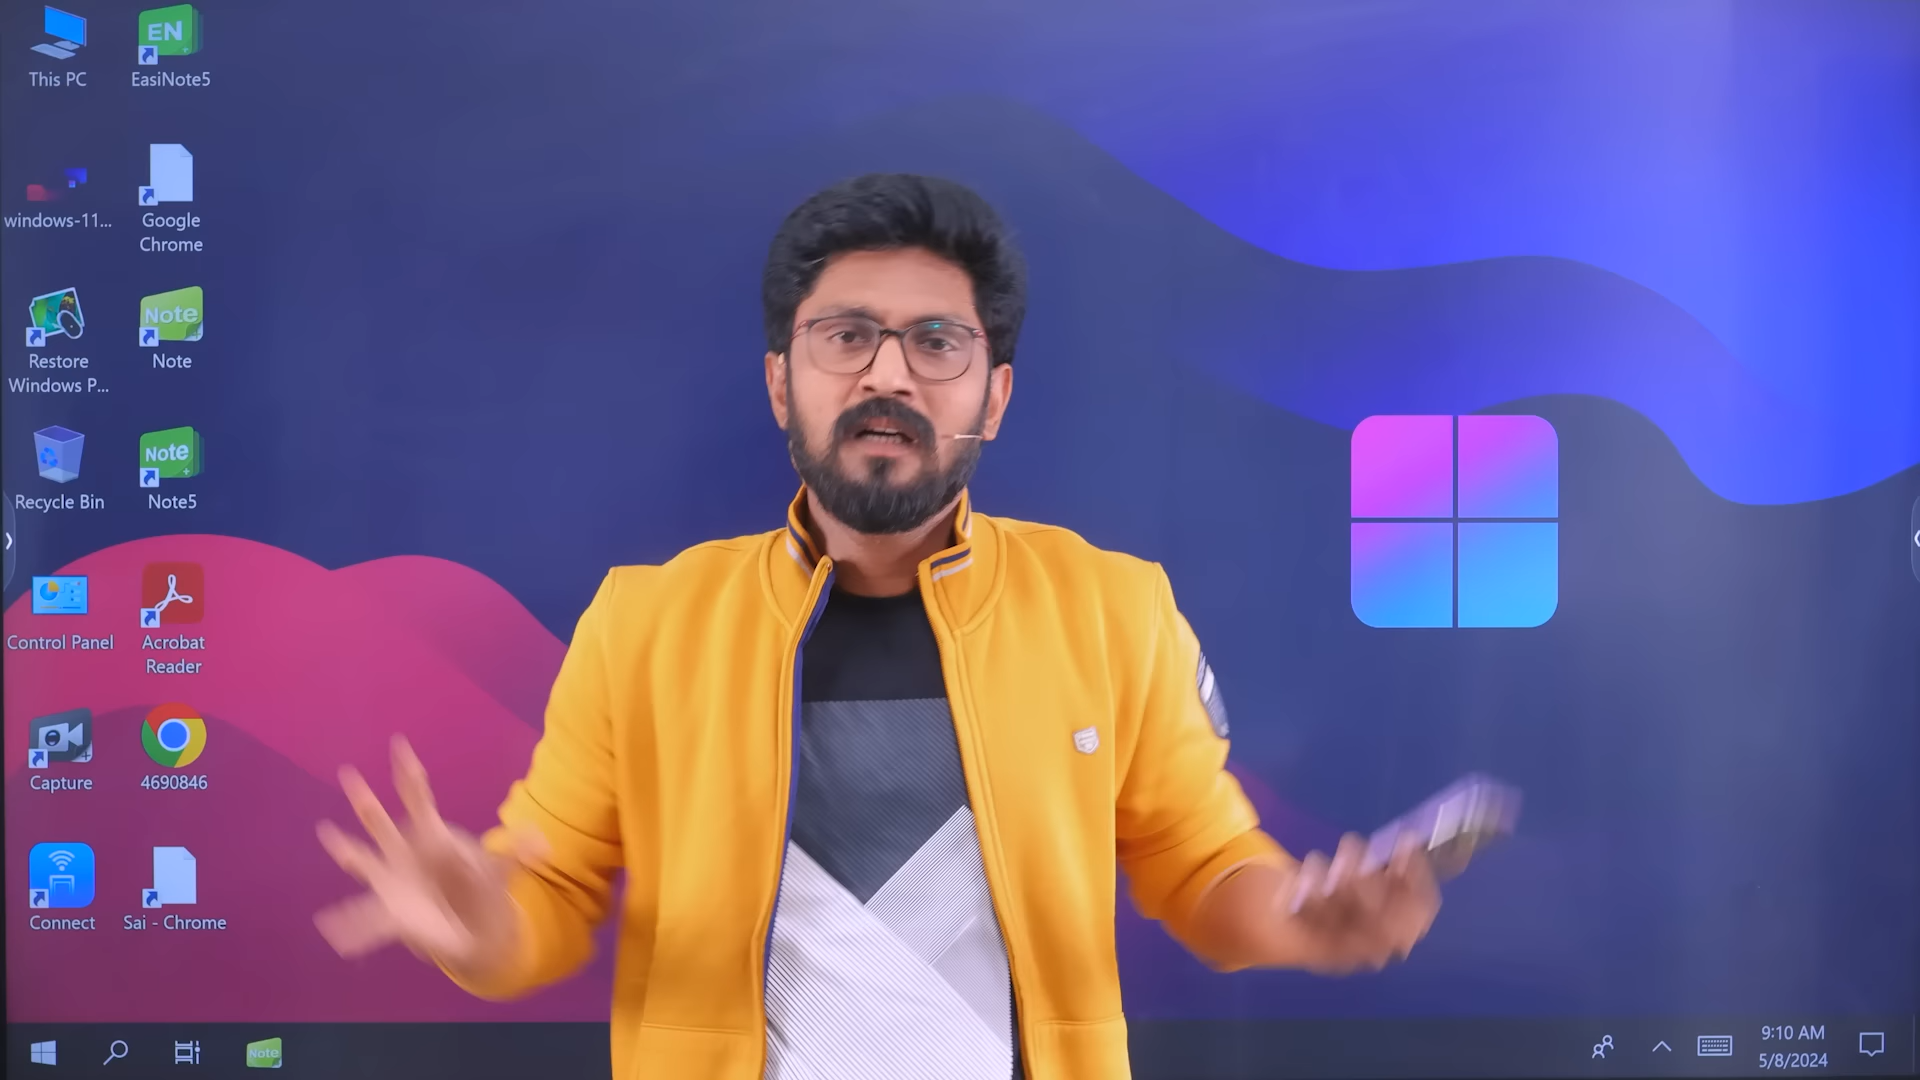 This PC
EN
EasiNote5
windows-11...
Google
Chrome
Restore
Windows P...
Note
Note
Recycle Bin
Note
Note5
Control Panel
Acrobat
Reader
Capture
4690846
Connect
Sai - Chrome
Note
9:10 AM
5/8/2024